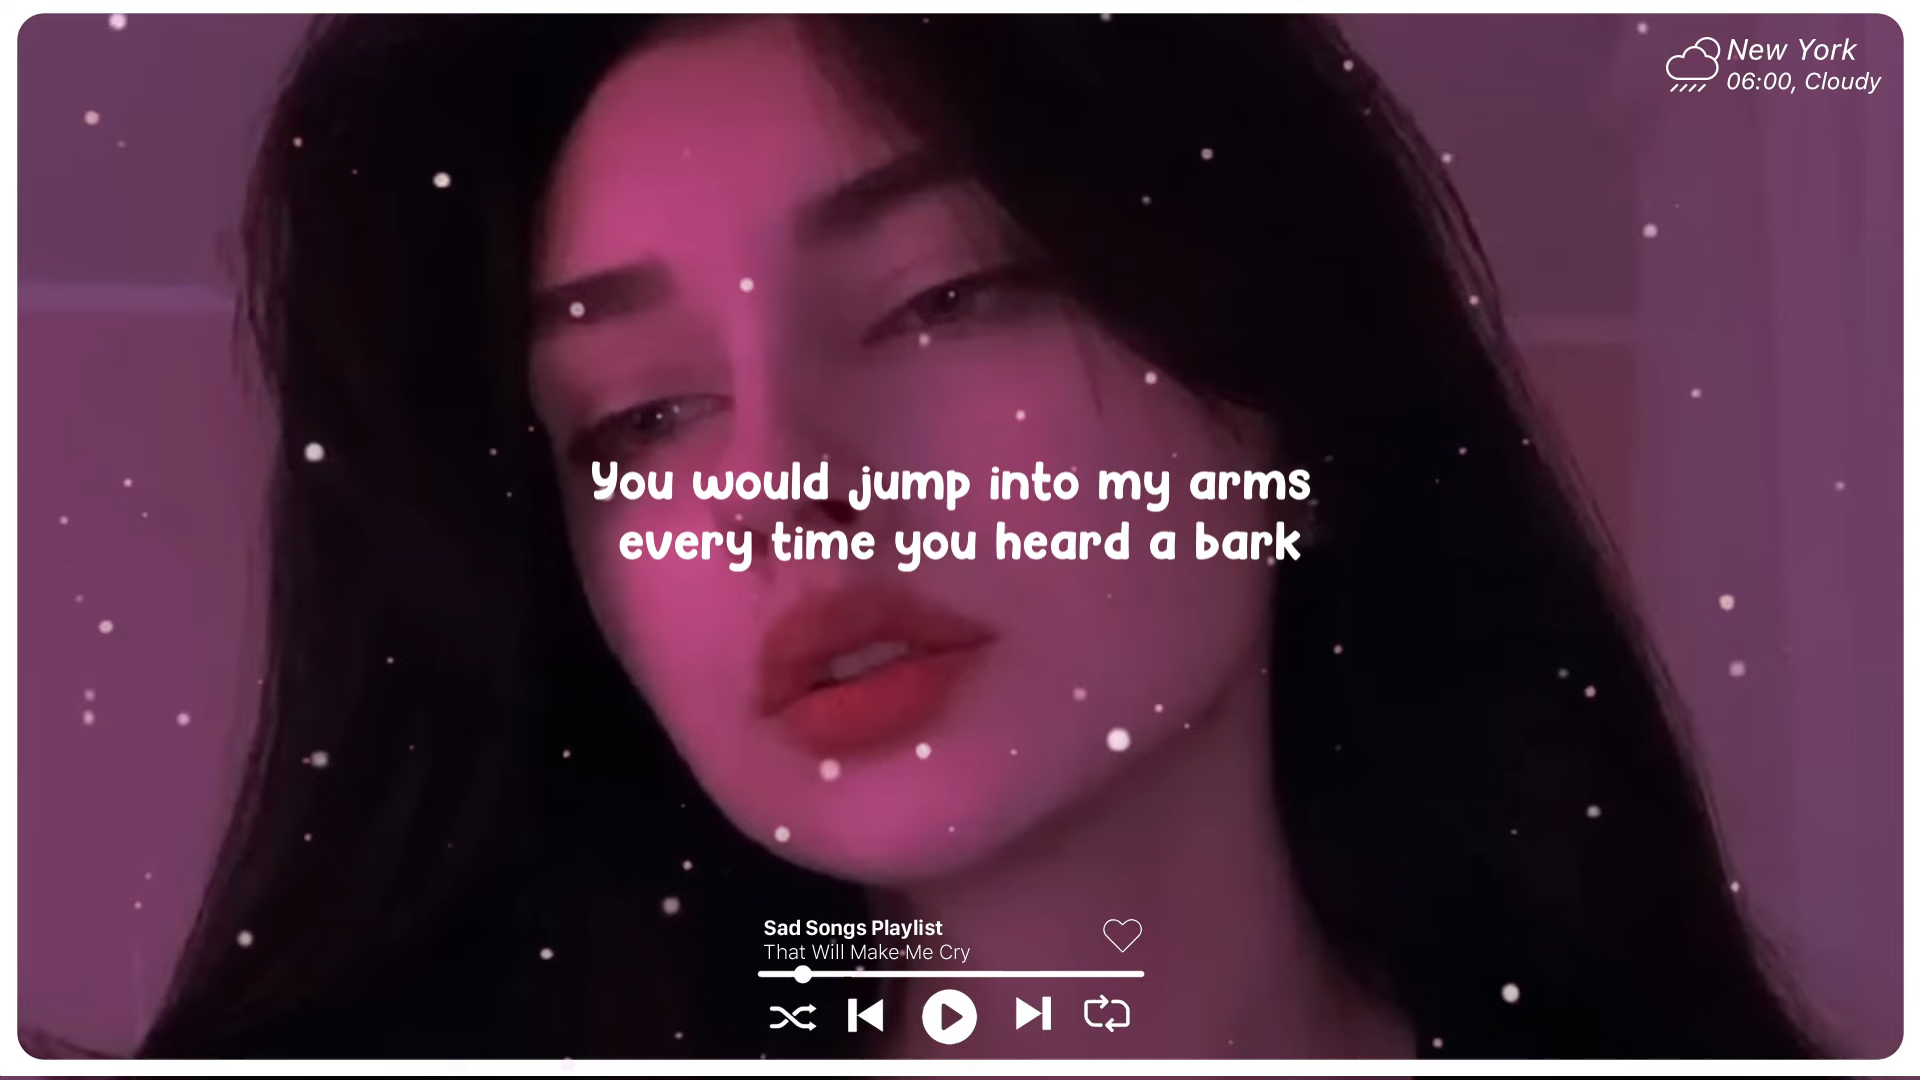 New York
06:00, Cloudy
You would jump into my arms
every time you heard a bark
Sad Songs Playlist
That Will Make Me Cry